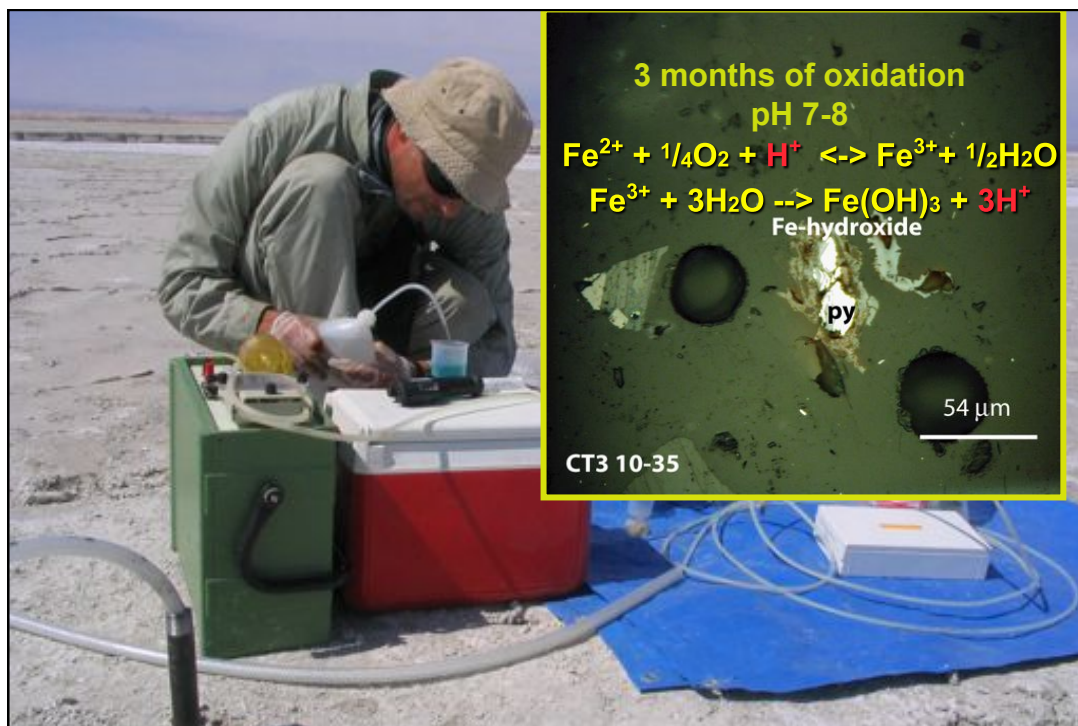 3 months of oxidation
pH 7-8
Fe²⁺ + ¹/₄O₂ + H⁺ <-> Fe³⁺+ ¹/₂H₂O
Fe³⁺ + 3H₂O --> Fe(OH)₃ + 3H⁺
Fe-hydroxide
py
54 µm
CT3 10-35